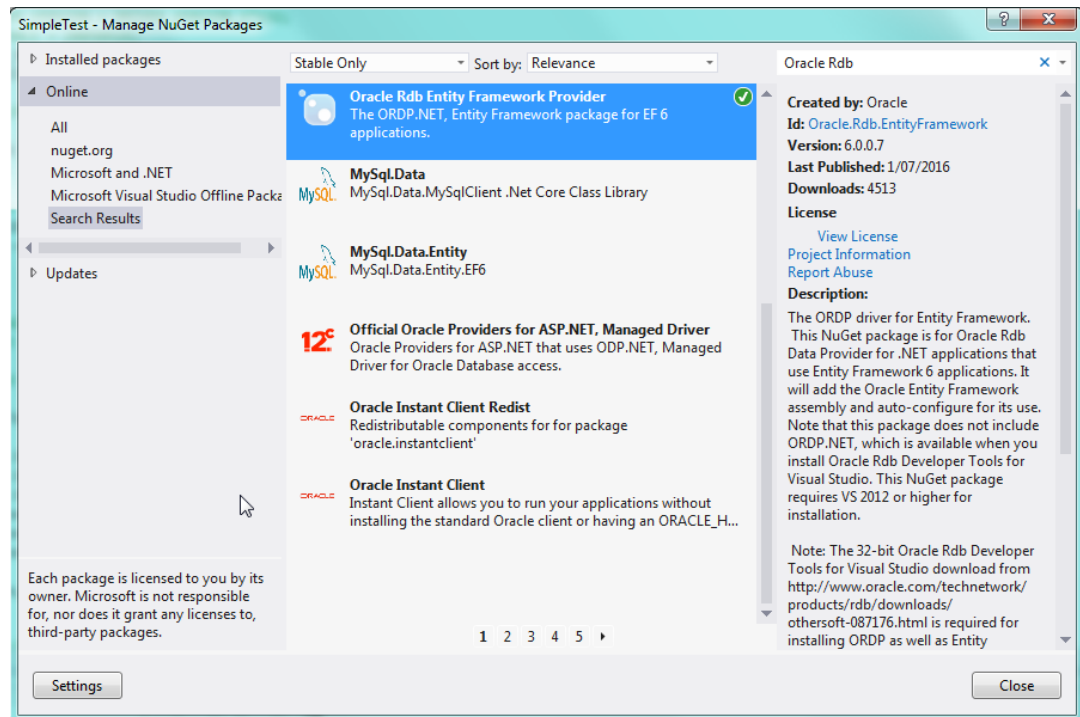 SimpleTest - Manage NuGet Packages
?
Installed packages
Online
All
nuget.org
Microsoft and .NET
Microsoft Visual Studio Offline Packa
Search Results
Updates
Each package is licensed to you by its
owner. Microsoft is not responsible
for, nor does it grant any licenses to,
third-party packages.
Settings
Stable Only
Sort by: Relevance
Oracle Rdb Entity Framework Provider
The ORDP.NET, Entity Framework package for EF 6
applications.
MySQL
MySql.Data
MySql.Data.MySqlClient .Net Core Class Library
MySQL
MySql.Data.Entity
MySql.Data.Entity.EF6
12c
Official Oracle Providers for ASP.NET, Managed Driver
Oracle Providers for ASP.NET that uses ODP.NET, Managed
Driver for Oracle Database access.
ORACLE
Oracle Instant Client Redist
Redistributable components for for package
'oracle.instantclient'
ORACLE
Oracle Instant Client
Instant Client allows you to run your applications without
installing the standard Oracle client or having an ORACLE_H...
1 2 3 4 5
Oracle Rdb
Created by: Oracle
Id: Oracle.Rdb.EntityFramework
Version: 6.0.0.7
Last Published: 1/07/2016
Downloads: 4513
License
View License
Project Information
Report Abuse
Description:
The ORDP driver for Entity Framework.
This NuGet package is for Oracle Rdb
Data Provider for .NET applications that
use Entity Framework 6 applications. It
will add the Oracle Entity Framework
assembly and auto-configure for its use.
Note that this package does not include
ORDP.NET, which is available when you
install Oracle Rdb Developer Tools for
Visual Studio. This NuGet package
requires VS 2012 or higher for
installation.
Note: The 32-bit Oracle Rdb Developer
Tools for Visual Studio download from
http://www.oracle.com/technetwork/
products/rdb/downloads/
othersoft-087176.html is required for
installing ORDP as well as Entity
Close